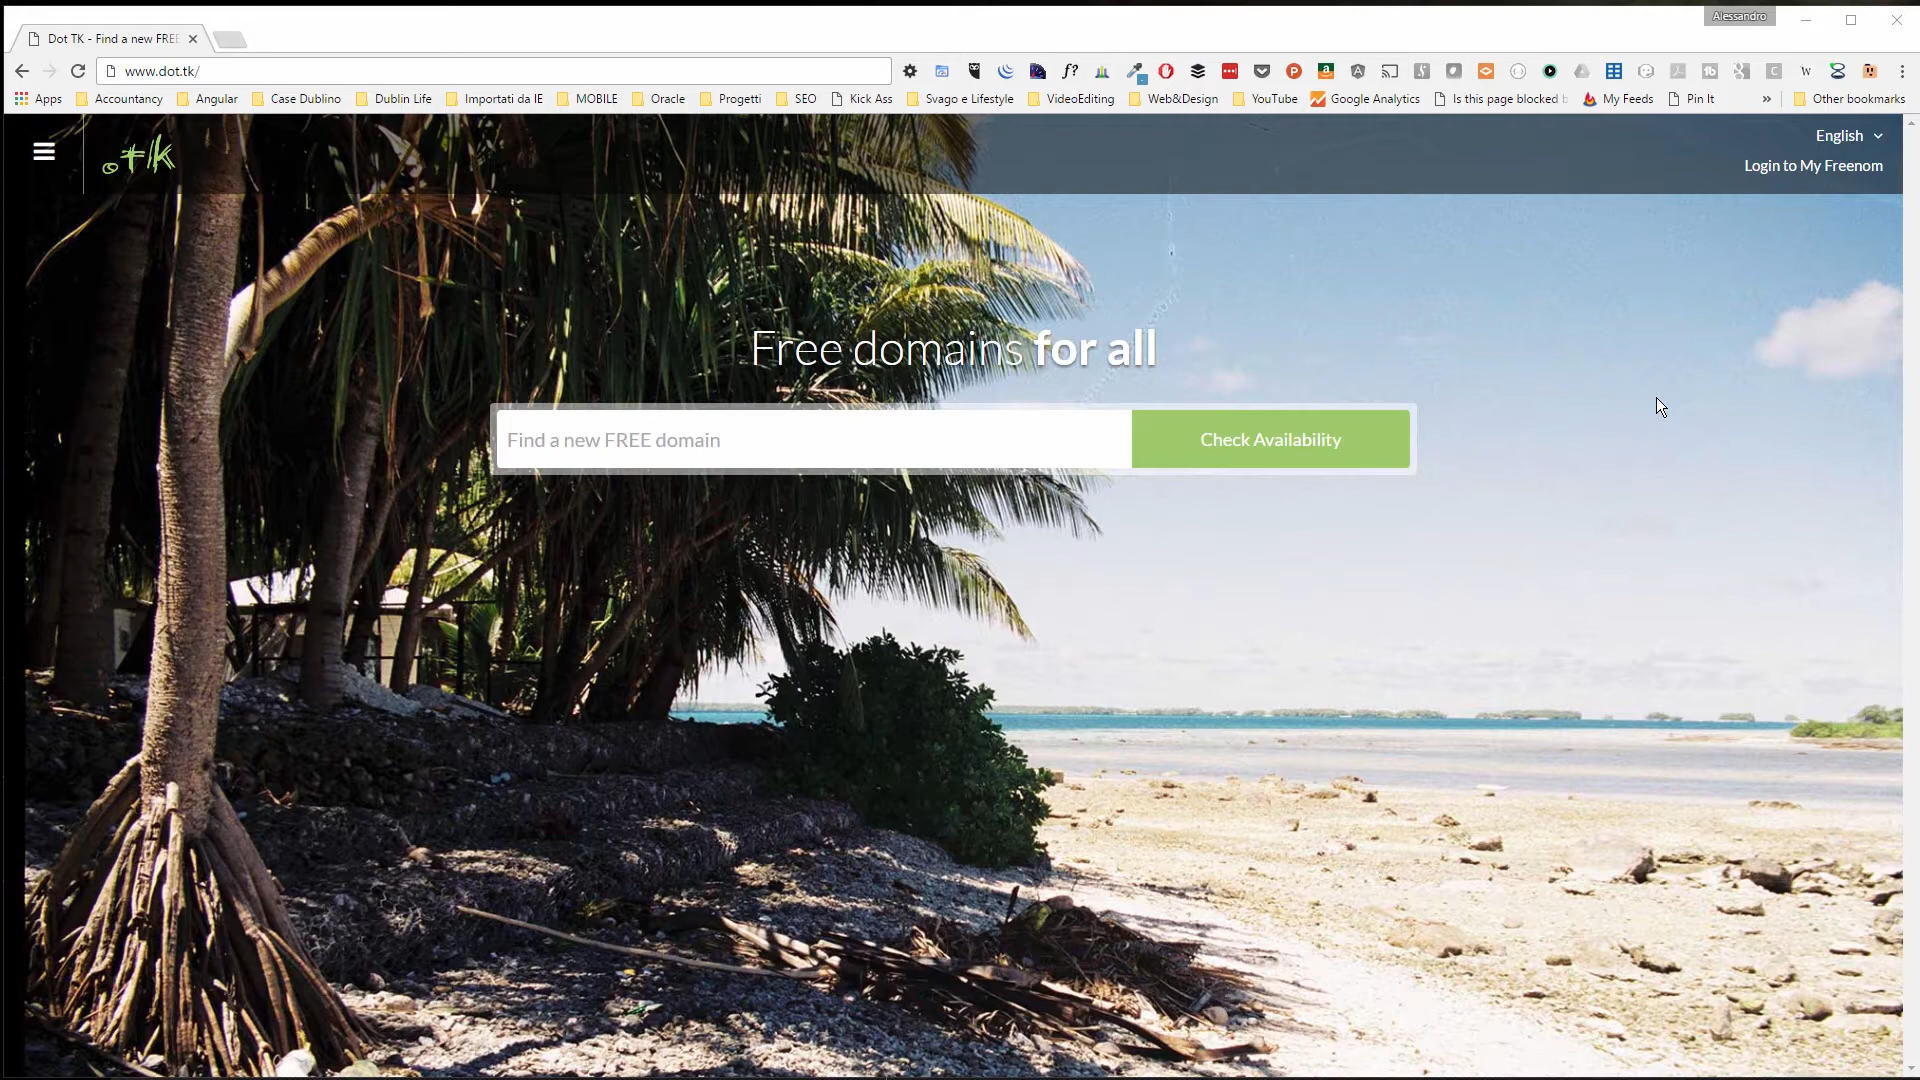 Alessandro
Dot TK - Find a new FREE
www.dot.tk/
f?
Apps Accountancy Angular Case Dublino Dublin Life Importati da IE MOBILE Oracle Progetti SEO Kick Ass Svago e Lifestyle VideoEditing Web&Design YouTube Google Analytics Is this page blocked My Feeds Pin It » Other bookmarks
.tk
English
Login to My Freenom
Free domains for all
Find a new FREE domain Check Availability